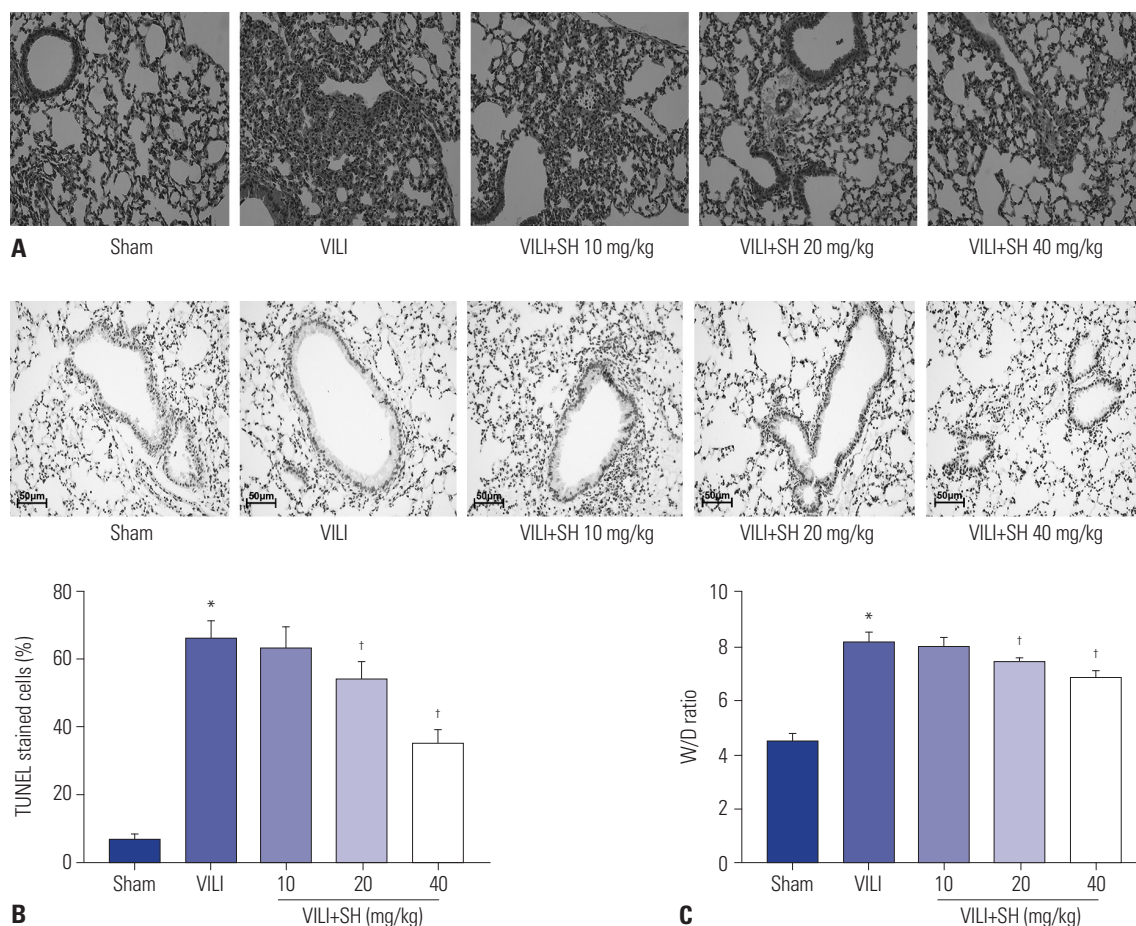 A
Sham VILI VILI+SH 10 mg/kg VILI+SH 20 mg/kg VILI+SH 40 mg/kg
50µm 50µm 50µm 50µm 50µm
Sham VILI VILI+SH 10 mg/kg VILI+SH 20 mg/kg VILI+SH 40 mg/kg
TUNEL stained cells (%)
80
60
40
20
0
*
†
†
Sham VILI 10 20 40
VILI+SH (mg/kg)
B
W/D ratio
10
8
6
4
2
0
*
†
†
Sham VILI 10 20 40
VILI+SH (mg/kg)
C